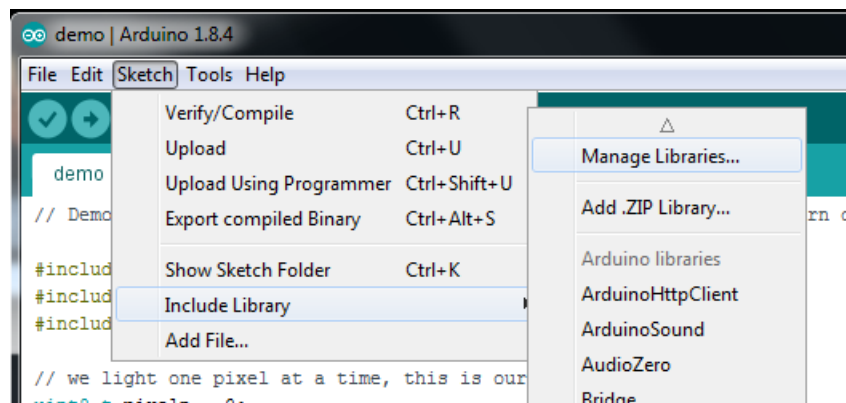 demo | Arduino 1.8.4
File Edit Sketch Tools Help
Verify/Compile Ctrl+R
Upload Ctrl+U
Upload Using Programmer Ctrl+Shift+U
Export compiled Binary Ctrl+Alt+S
Show Sketch Folder Ctrl+K
Include Library
Add File...
Manage Libraries...
Add .ZIP Library...
Arduino libraries
ArduinoHttpClient
ArduinoSound
AudioZero
Bridge
demo
// Demo
#includ
#includ
#includ
// we light one pixel at a time, this is our